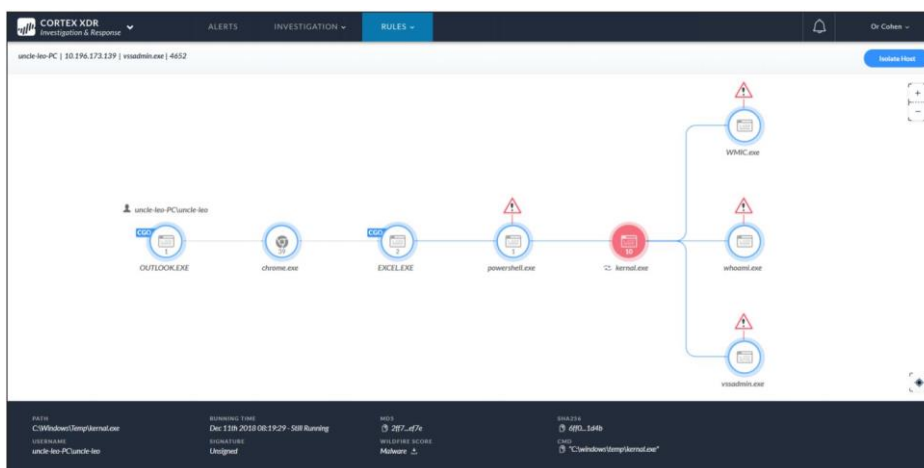 CORTEX XDR
Investigation & Response
ALERTS
INVESTIGATION
RULES
Or Cohen
uncle-leo-PC | 10.196.173.139 | vssadmin.exe | 4652
Isolate Host
+
−
WMIC.exe
uncle-leo-PC\uncle-leo
CGO
1
OUTLOOK.EXE
39
chrome.exe
CGO
2
EXCEL.EXE
1
powershell.exe
10
kernal.exe
whoami.exe
vssadmin.exe
PATH
C:\Windows\Temp\kernal.exe
RUNNING TIME
Dec 11th 2018 08:19:29 - Still Running
MD5
2ff7...ef7e
SHA256
6ff0...1d4b
USERNAME
uncle-leo-PC\uncle-leo
SIGNATURE
Unsigned
WILDFIRE SCORE
Malware
CMD
"C:\windows\temp\kernal.exe"